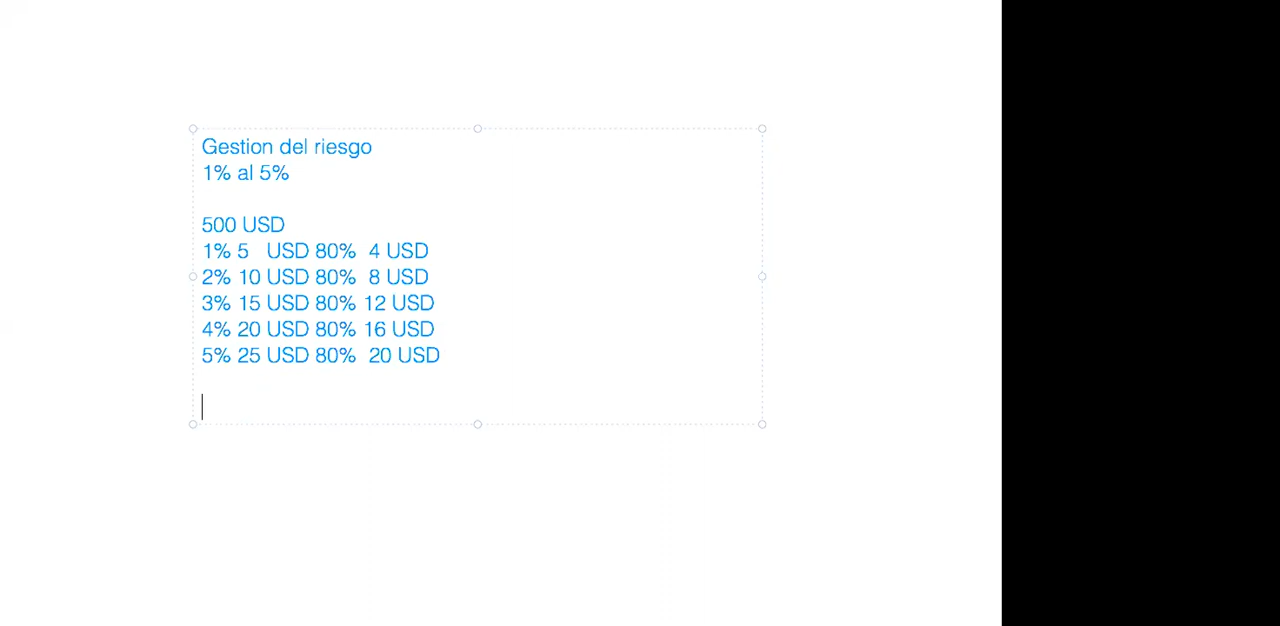 Gestion del riesgo
1% al 5%
500 USD
1% 5 USD 80% 4 USD
2% 10 USD 80% 8 USD
3% 15 USD 80% 12 USD
4% 20 USD 80% 16 USD
5% 25 USD 80% 20 USD